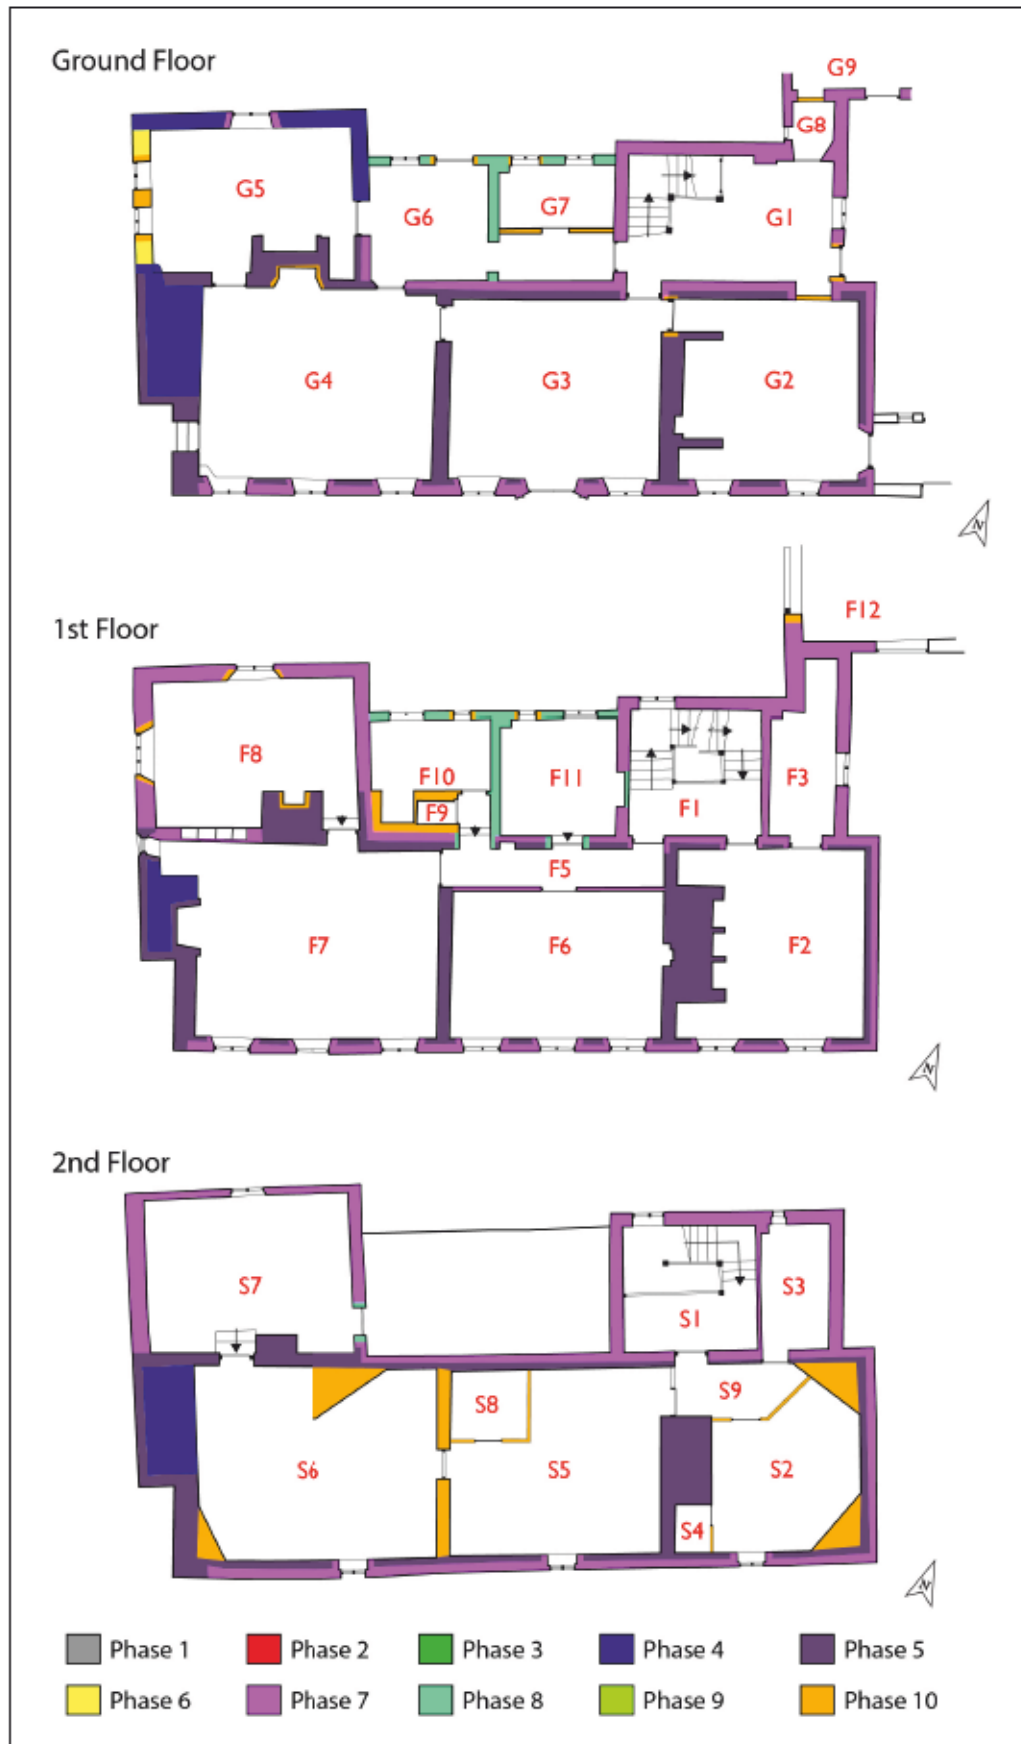 Ground Floor
G9
G8
G5
G6
G7
G1
G4
G3
G2
N
1st Floor
F12
F8
F10
F9
F11
F1
F3
F5
F7
F6
F2
N
2nd Floor
S7
S1
S3
S9
S8
S6
S5
S2
S4
N
Phase 1 Phase 2 Phase 3 Phase 4 Phase 5
Phase 6 Phase 7 Phase 8 Phase 9 Phase 10